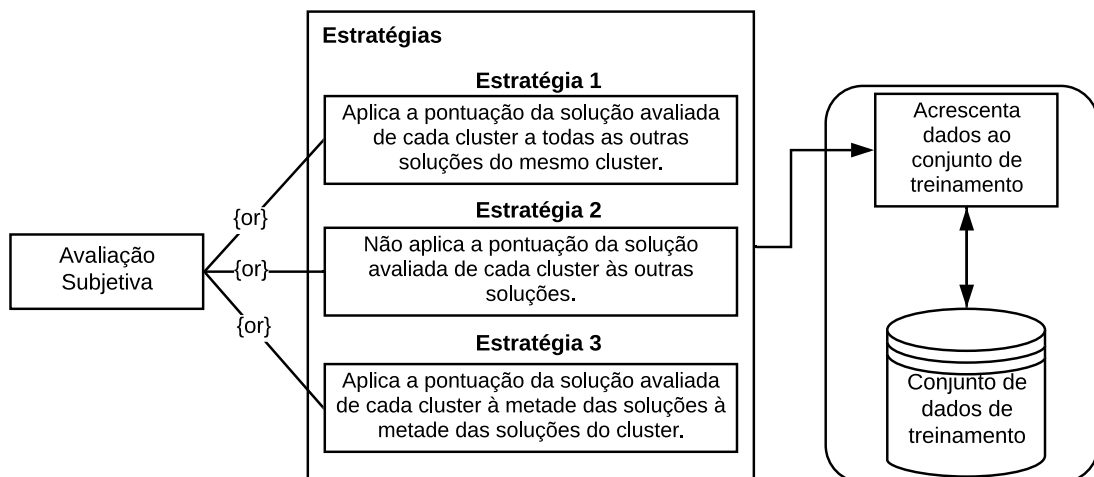 Estratégias
Estratégia 1
Aplica a pontuação da solução avaliada
de cada cluster a todas as outras
soluções do mesmo cluster.
Estratégia 2
Não aplica a pontuação da solução
avaliada de cada cluster às outras
soluções.
Estratégia 3
Aplica a pontuação da solução avaliada
de cada cluster à metade das soluções à
metade das soluções do cluster.
Avaliação
Subjetiva
{or}
{or}
{or}
Acrescenta
dados ao
conjunto de
treinamento
Conjunto de
dados de
treinamento